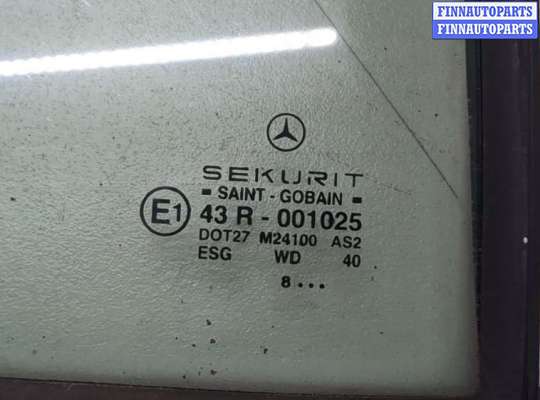 FINNAUTOPARTS
FINNAUTOPARTS
SEKURIT
SAINT - GOBAIN
E1 43 R - 001025
DOT27 M24100 AS2
ESG WD 40
8...